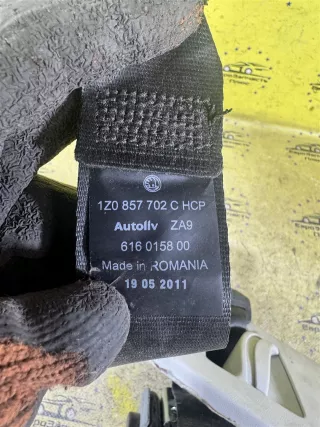 1Z0 857 702 C HCP
Autoliv ZA9
616 0158 00
Made in ROMANIA
19 05 2011